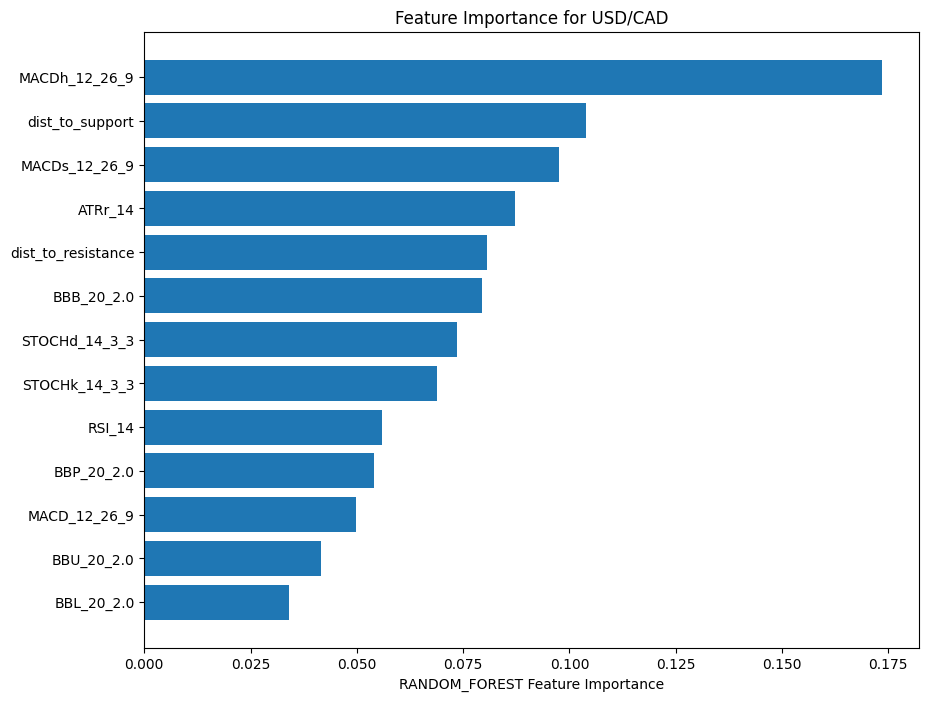 Feature Importance for USD/CAD
MACDh_12_26_9
dist_to_support
MACDs_12_26_9
ATRr_14
dist_to_resistance
BBB_20_2.0
STOCHd_14_3_3
STOCHk_14_3_3
RSI_14
BBP_20_2.0
MACD_12_26_9
BBU_20_2.0
BBL_20_2.0
0.000 0.025 0.050 0.075 0.100 0.125 0.150 0.175
RANDOM_FOREST Feature Importance